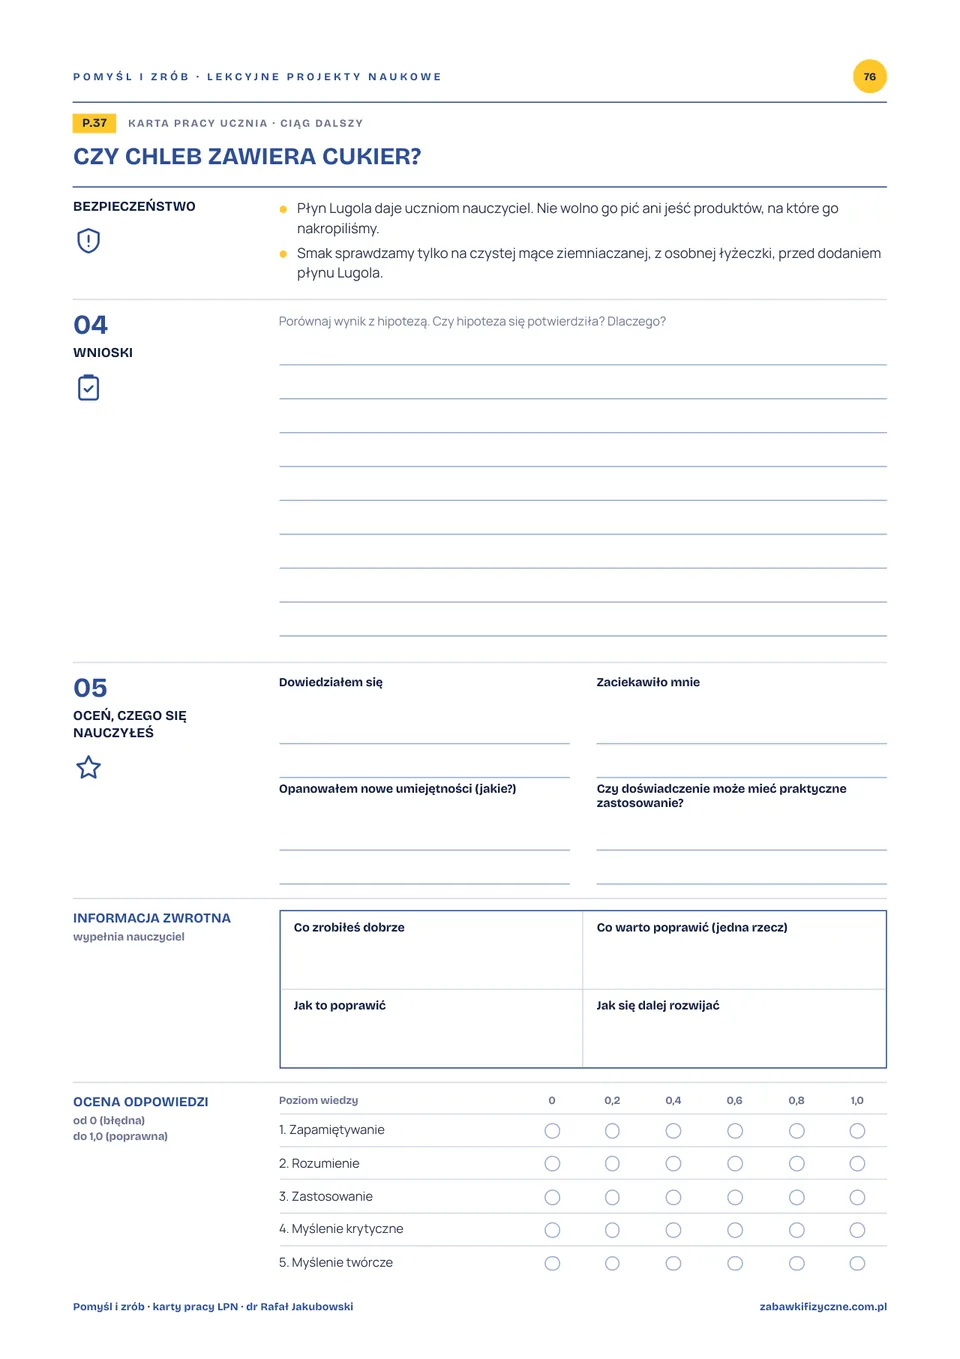 POMYŚL I ZRÓB · LEKCYJNE PROJEKTY NAUKOWE
76
P.37 KARTA PRACY UCZNIA · CIĄG DALSZY
CZY CHLEB ZAWIERA CUKIER?
BEZPIECZEŃSTWO
Płyn Lugola daje uczniom nauczyciel. Nie wolno go pić ani jeść produktów, na które go
nakropiliśmy.
Smak sprawdzamy tylko na czystej mące ziemniaczanej, z osobnej łyżeczki, przed dodaniem
płynu Lugola.
04
WNIOSKI
Porównaj wynik z hipotezą. Czy hipoteza się potwierdziła? Dlaczego?
05
OCEŃ, CZEGO SIĘ
NAUCZYŁEŚ
Dowiedziałem się
Zaciekawiło mnie
Opanowałem nowe umiejętności (jakie?)
Czy doświadczenie może mieć praktyczne
zastosowanie?
INFORMACJA ZWROTNA
wypełnia nauczyciel
Co zrobiłeś dobrze
Co warto poprawić (jedna rzecz)
Jak to poprawić
Jak się dalej rozwijać
OCENA ODPOWIEDZI
od 0 (błędna)
do 1,0 (poprawna)
Poziom wiedzy 0 0,2 0,4 0,6 0,8 1,0
1. Zapamiętywanie
2. Rozumienie
3. Zastosowanie
4. Myślenie krytyczne
5. Myślenie twórcze
Pomyśl i zrób · karty pracy LPN · dr Rafał Jakubowski
zabawkifizyczne.com.pl